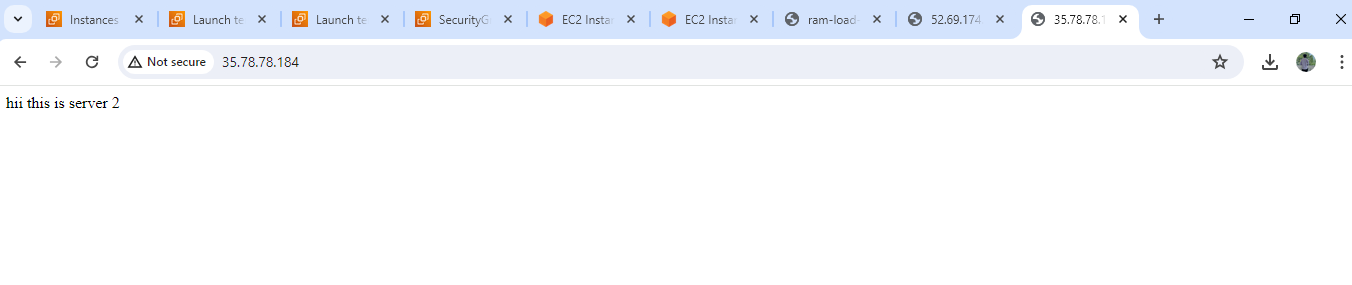 Instances
Launch te
Launch te
SecurityG
EC2 Instan
EC2 Instan
ram-load-
52.69.174
35.78.78.1
Not secure
35.78.78.184
hii this is server 2